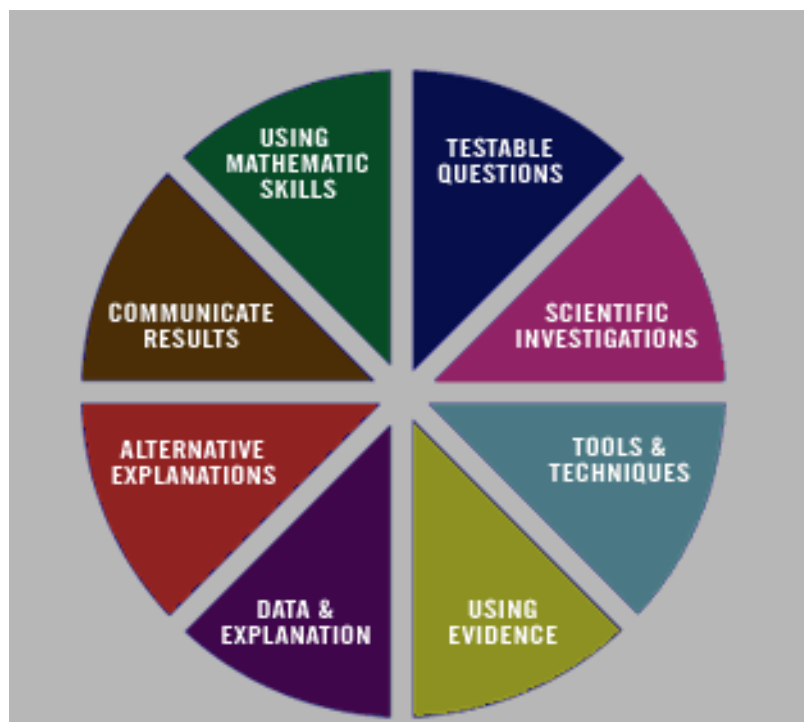 TESTABLE
QUESTIONS
SCIENTIFIC
INVESTIGATIONS
TOOLS &
TECHNIQUES
USING
EVIDENCE
DATA &
EXPLANATION
ALTERNATIVE
EXPLANATIONS
COMMUNICATE
RESULTS
USING
MATHEMATIC
SKILLS